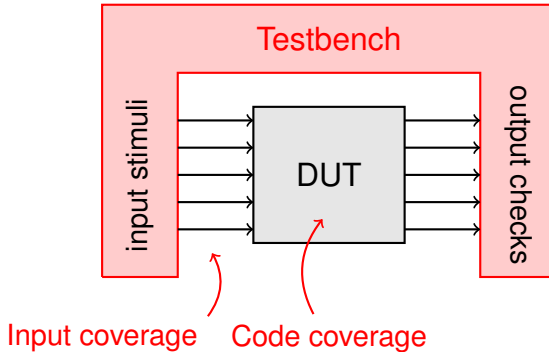 Testbench
input stimuli
DUT
output checks
Input coverage
Code coverage